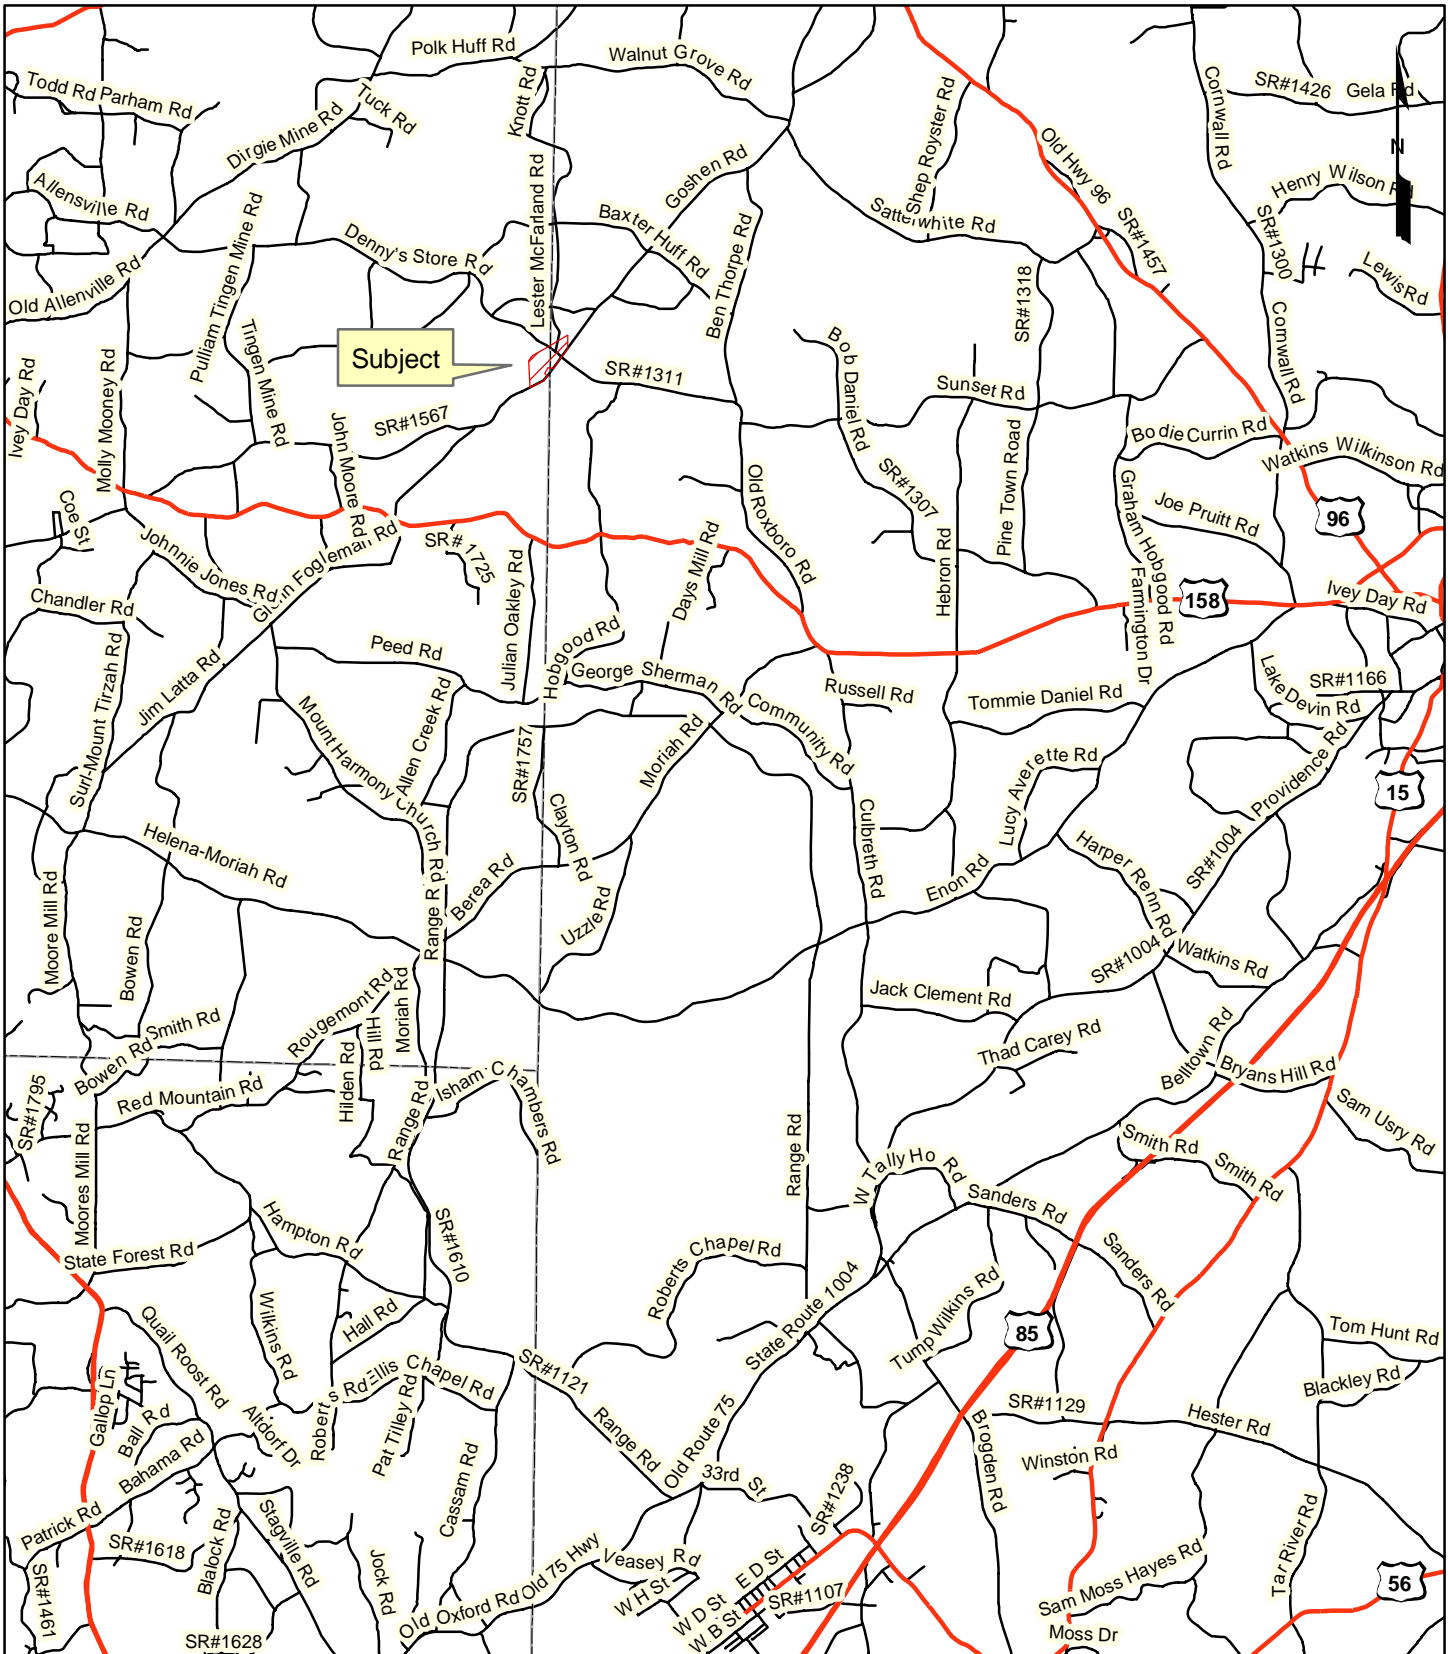 Polk Huff Rd
Walnut Grove Rd
Todd Rd
Parham Rd
Tuck Rd
Knott Rd
Dirgie Mine Rd
Shep Royster Rd
Cornwall Rd
SR#1426
Gela Rd
N
Old Hwy 96
Goshen Rd
Allensville Rd
Lester McFarland Rd
Henry Wilson Rd
Satterwhite Rd
Baxter Huff Rd
Denny's Store Rd
Pulliam Tingen Mine Rd
Ben Thorpe Rd
SR#1457
SR#1300
SR#1318
Lewis Rd
Old Allenville Rd
Subject
Tingen Mine Rd
Bob Daniel Rd
Cornwall Rd
SR#1311
Sunset Rd
Ivey Day Rd
Molly Mooney Rd
SR#1567
John Moore Rd
Bodie Currin Rd
Watkins
Wilkinson Rd
Pine Town Road
SR#1307
Old Roxboro Rd
Graham Hobgood Rd
Joe Pruitt Rd
96
Coe St
Johnnie Jones Rd
Glenn Fogleman Rd
SR# 1725
Julian Oakley Rd
Days Mill Rd
Hebron Rd
Farmington Dr
158
Ivey Day Rd
Chandler Rd
Surl-Mount Tirzah Rd
Jim Latta Rd
Peed Rd
Hobgood Rd
George Sherman Rd
Russell Rd
Tommie Daniel Rd
Lake Devin Rd
SR#1166
Mount Harmony Church Rd
Allen Creek Rd
SR#1757
Moriah Rd
Community Rd
Lucy Averette Rd
Providence Rd
15
Helena-Moriah Rd
Clayton Rd
Culbreth Rd
Harper Renn Rd
SR#1004
Moore Mill Rd
Bowen Rd
Range Rd
Berea Rd
Uzzle Rd
Enon Rd
SR#1004
Watkins Rd
Rougemont Rd
Moriah Rd
Jack Clement Rd
Smith Rd
Bowen Rd
Hill Rd
Hilden Rd
Thad Carey Rd
Belltown Rd
Bryans Hill Rd
SR#1795
Red Mountain Rd
Range Rd
Isham Chambers Rd
Sam Usry Rd
Moores Mill Rd
Range Rd
W Tally Ho Rd
Smith Rd
Smith Rd
Sanders Rd
State Forest Rd
Hampton Rd
SR#1610
Roberts Chapel Rd
State Route 1004
Sanders Rd
Tump Wilkins Rd
Quail Roost Rd
Wilkins Rd
Hall Rd
85
Tom Hunt Rd
Gallop Ln
Ellis Chapel Rd
SR#1121
Blackley Rd
Ball Rd
Altdorf Dr
Roberts Rd
Pat Tilley Rd
Range Rd
Old Route 75
SR#1129
Hester Rd
Bahama Rd
Cassam Rd
33rd St
Brogden Rd
Winston Rd
Patrick Rd
SR#1618
Blalock Rd
Stagville Rd
SR#1238
Tar River Rd
SR#1461
Jock Rd
Old Oxford Rd
Old 75 Hwy
Veasey Rd
W H St
W D St
E D St
W B St
SR#1107
Sam Moss Hayes Rd
56
SR#1628
Moss Dr